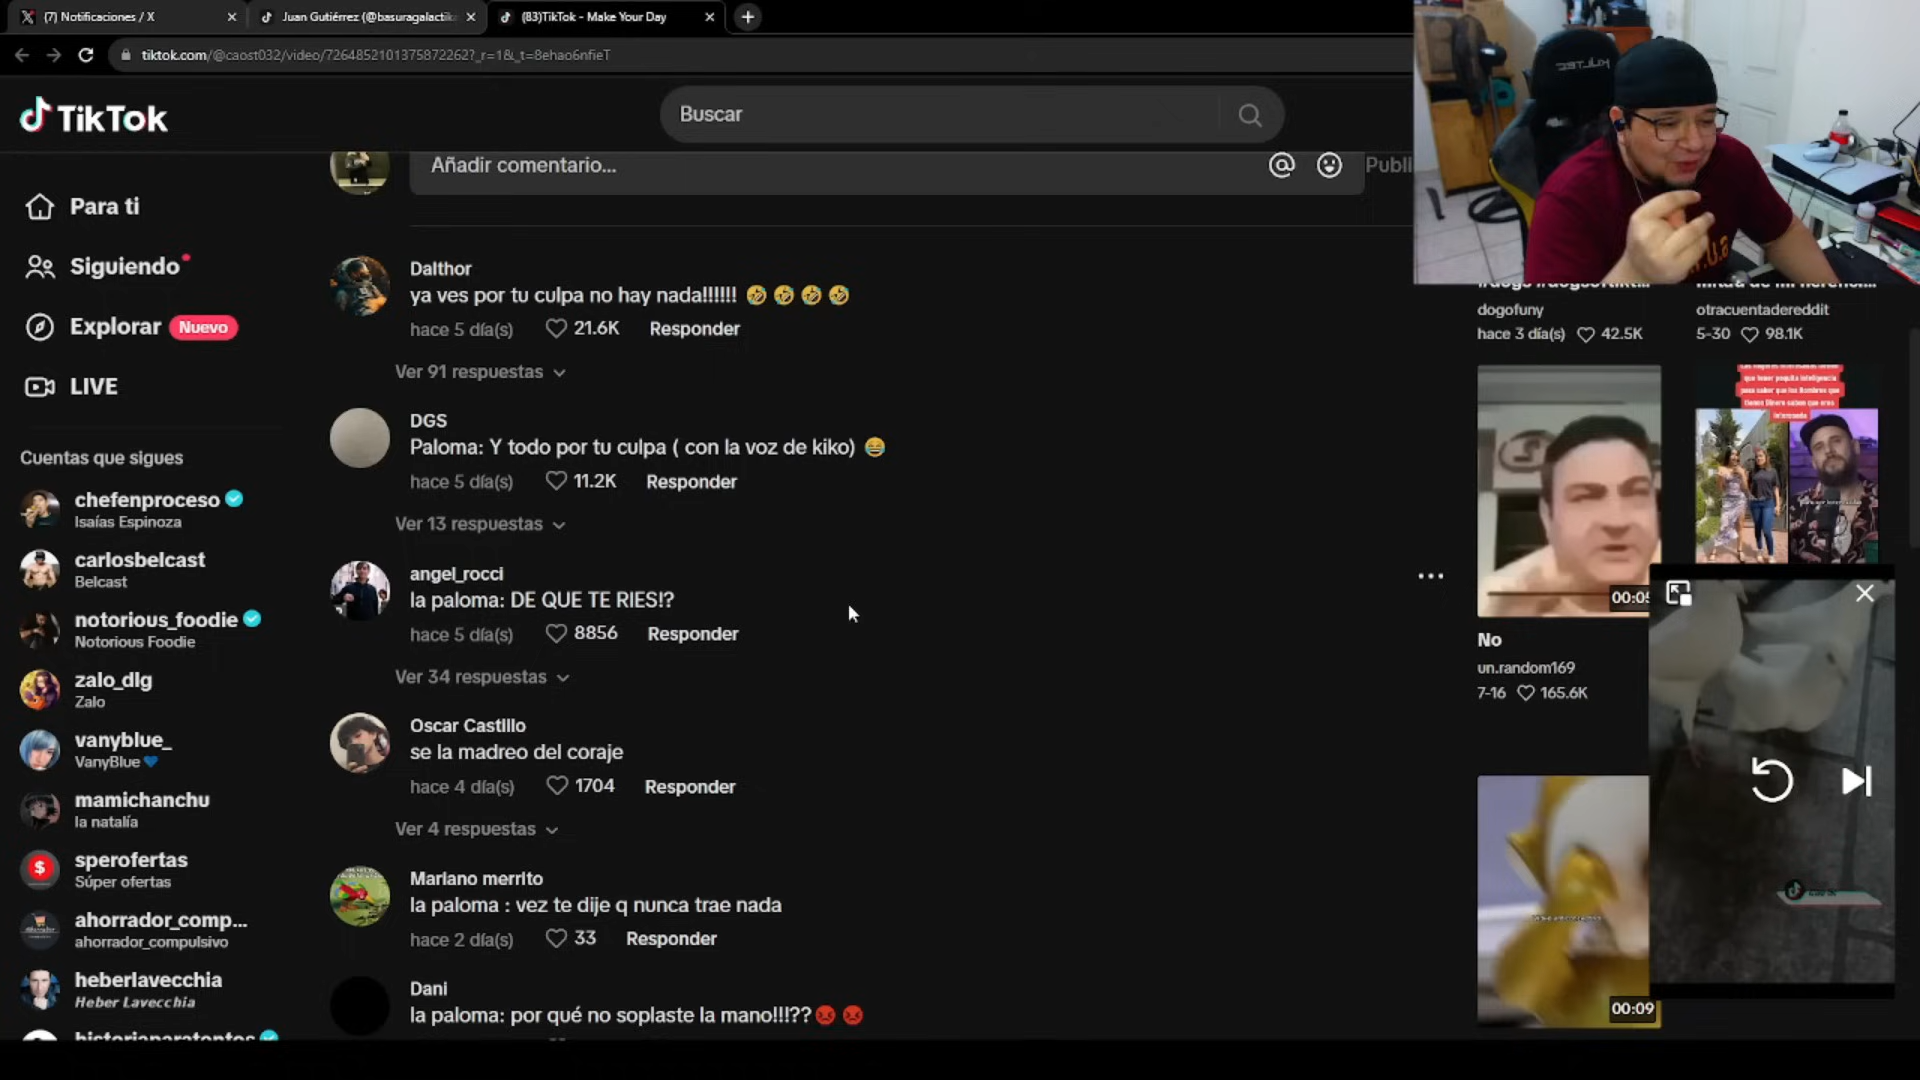 (7) Notificaciones / X
Juan Gutiérrez (@basuragalactik
(83)TikTok - Make Your Day
tiktok.com/@caost032/video/7264852101375872262?_r=1&_t=8ehao6nfieT
TikTok
Buscar
Añadir comentario...
Publi
Para ti
Siguiendo
Explorar Nuevo
LIVE
Cuentas que sigues
chefenproceso
Isaías Espinoza
carlosbelcast
Belcast
notorious_foodie
Notorious Foodie
zalo_dlg
Zalo
vanyblue_
VanyBlue💙
mamichanchu
la natalía
sperofertas
Súper ofertas
ahorrador_comp...
ahorrador_compulsivo
heberlavecchia
Heber Lavecchia
Dalthor
ya ves por tu culpa no hay nada!!!!!! 🤣🤣🤣🤣
hace 5 día(s) 21.6K Responder
Ver 91 respuestas
DGS
Paloma: Y todo por tu culpa ( con la voz de kiko) 😂
hace 5 día(s) 11.2K Responder
Ver 13 respuestas
angel_rocci
la paloma: DE QUE TE RIES!?
hace 5 día(s) 8856 Responder
Ver 34 respuestas
Oscar Castillo
se la madreo del coraje
hace 4 día(s) 1704 Responder
Ver 4 respuestas
Mariano merrito
la paloma : vez te dije q nunca trae nada
hace 2 día(s) 33 Responder
Dani
la paloma: por qué no soplaste la mano!!!??😡😡
dogofuny
hace 3 día(s) 42.5K
otracuentadereddit
5-30 98.1K
No
un.random169
7-16 165.6K
00:09